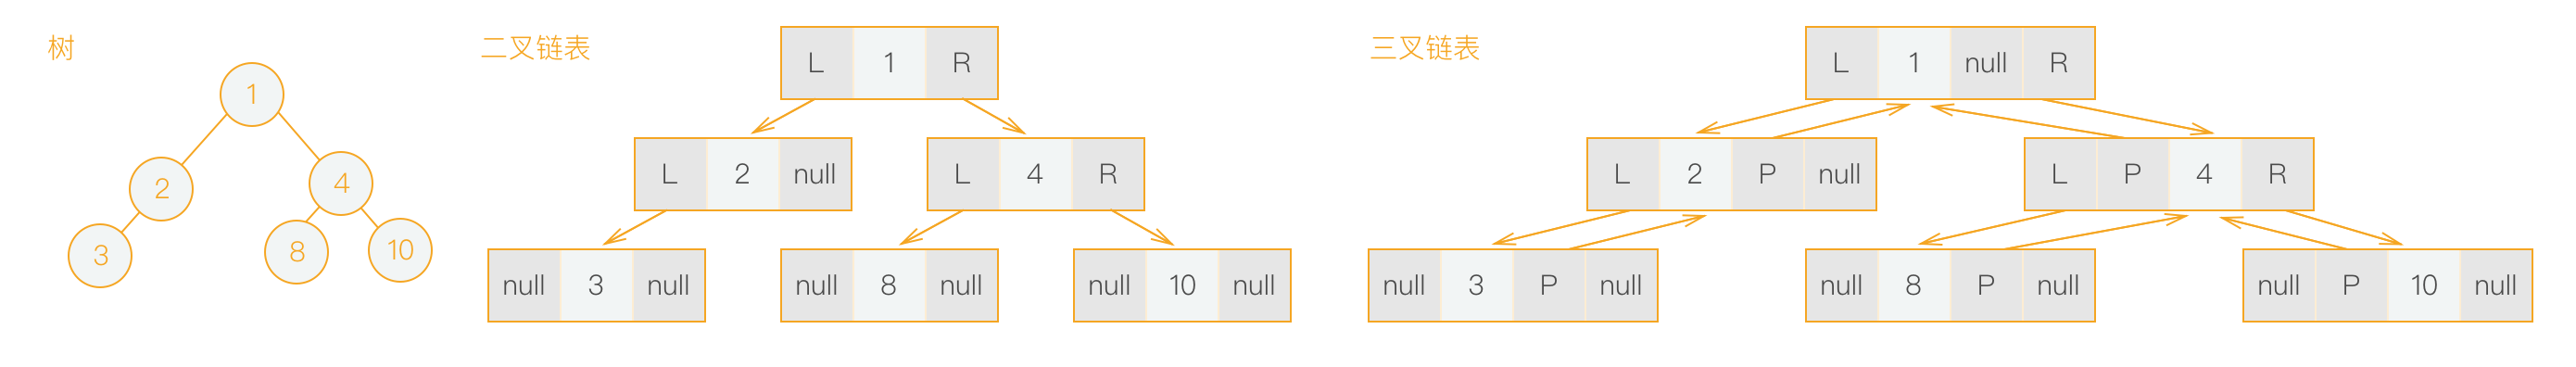 树
1
2
4
3
8
10
二叉链表
L 1 R
L 2 null
L 4 R
null 3 null
null 8 null
null 10 null
三叉链表
L 1 null R
L 2 P null
L P 4 R
null 3 P null
null 8 P null
null P 10 null